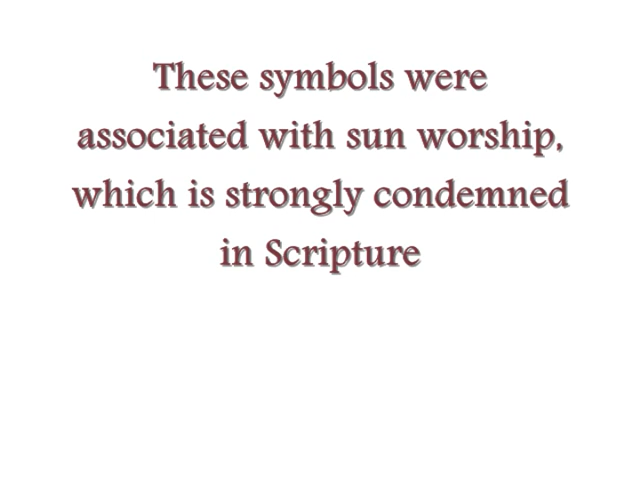 These symbols were
associated with sun worship,
which is strongly condemned
in Scripture